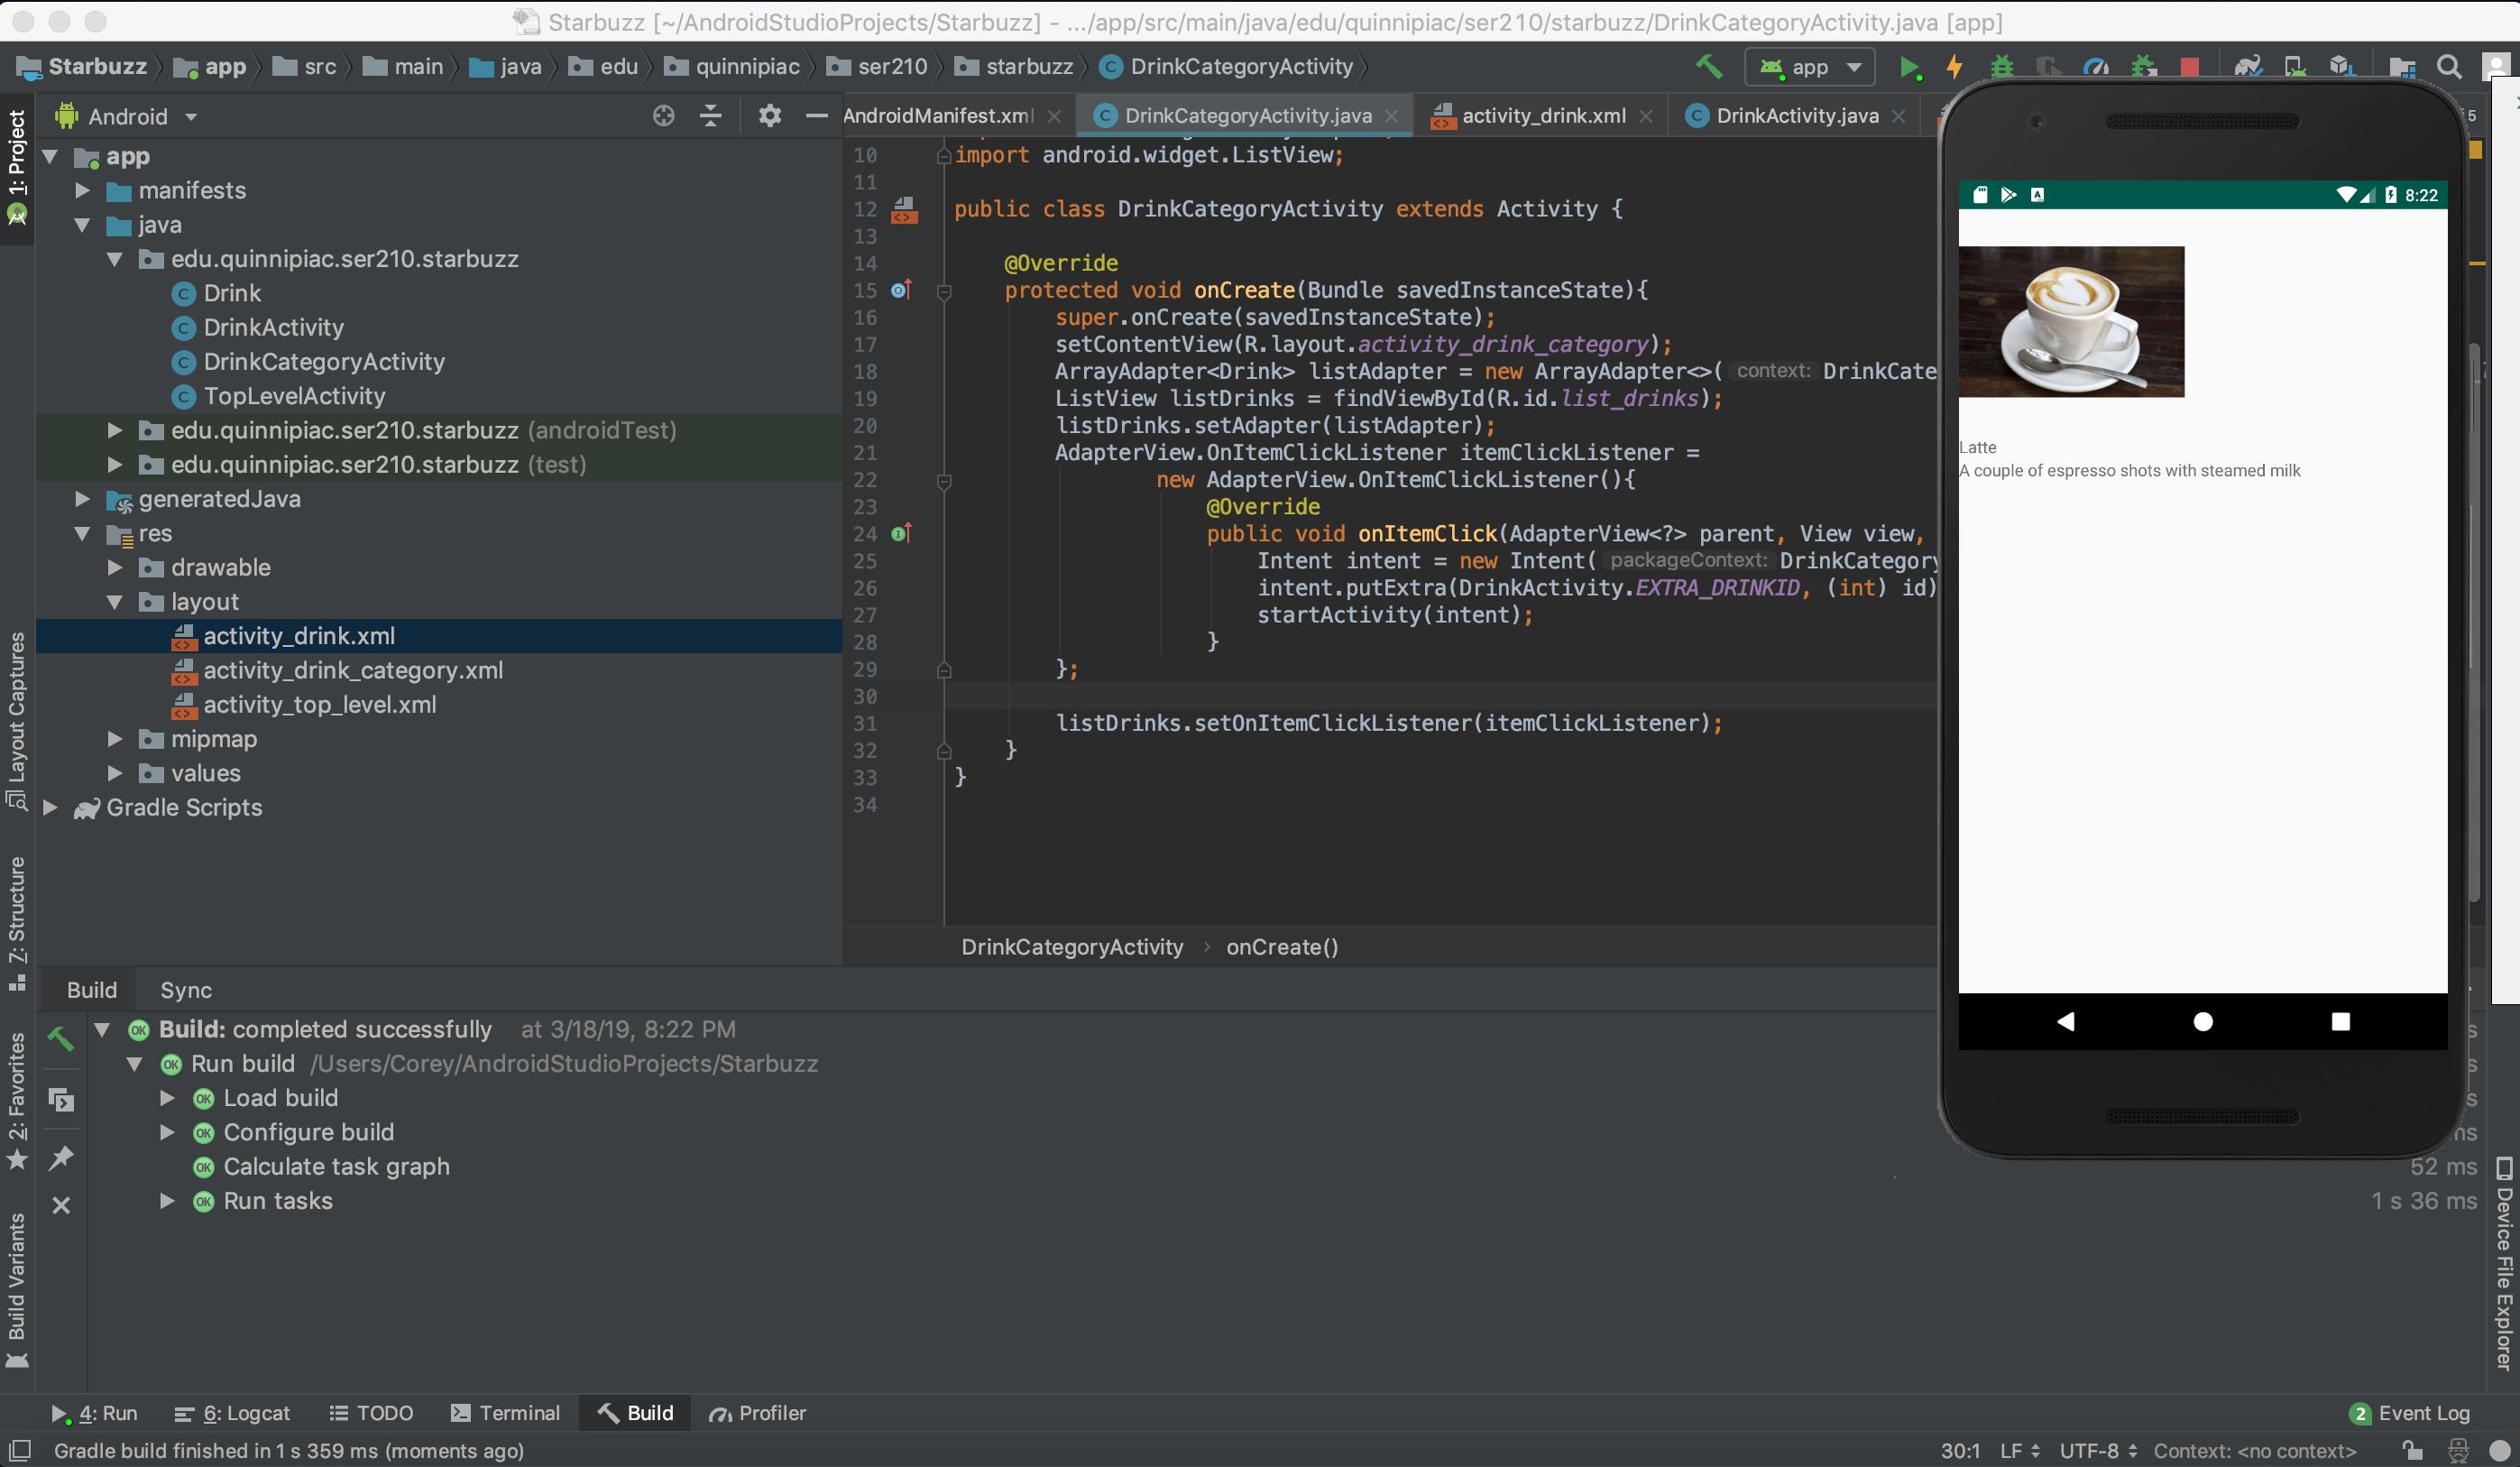 Starbuzz [~/AndroidStudioProjects/Starbuzz] - .../app/src/main/java/edu/quinnipiac/ser210/starbuzz/DrinkCategoryActivity.java [app]
Starbuzz app src main java edu quinnipiac ser210 starbuzz DrinkCategoryActivity app
1: Project
Android
AndroidManifest.xml DrinkCategoryActivity.java activity_drink.xml DrinkActivity.java
app
manifests
java
edu.quinnipiac.ser210.starbuzz
Drink
DrinkActivity
DrinkCategoryActivity
TopLevelActivity
edu.quinnipiac.ser210.starbuzz (androidTest)
edu.quinnipiac.ser210.starbuzz (test)
generatedJava
res
drawable
layout
activity_drink.xml
activity_drink_category.xml
activity_top_level.xml
mipmap
values
Gradle Scripts
Layout Captures
7: Structure
2: Favorites
Build Variants
10 import android.widget.ListView;
11
12 public class DrinkCategoryActivity extends Activity {
13
14 @Override
15 protected void onCreate(Bundle savedInstanceState){
16 super.onCreate(savedInstanceState);
17 setContentView(R.layout.activity_drink_category);
18 ArrayAdapter<Drink> listAdapter = new ArrayAdapter<>( context: DrinkCate
19 ListView listDrinks = findViewById(R.id.list_drinks);
20 listDrinks.setAdapter(listAdapter);
21 AdapterView.OnItemClickListener itemClickListener =
22 new AdapterView.OnItemClickListener(){
23 @Override
24 public void onItemClick(AdapterView<?> parent, View view,
25 Intent intent = new Intent( packageContext: DrinkCategory
26 intent.putExtra(DrinkActivity.EXTRA_DRINKID, (int) id)
27 startActivity(intent);
28 }
29 };
30
31 listDrinks.setOnItemClickListener(itemClickListener);
32 }
33 }
34
DrinkCategoryActivity › onCreate()
8:22
Latte
A couple of espresso shots with steamed milk
Build Sync
Build: completed successfully at 3/18/19, 8:22 PM
Run build /Users/Corey/AndroidStudioProjects/Starbuzz
Load build
Configure build
Calculate task graph 52 ms
Run tasks 1 s 36 ms
Device File Explorer
4: Run 6: Logcat TODO Terminal Build Profiler 2 Event Log
Gradle build finished in 1 s 359 ms (moments ago) 30:1 LF UTF-8 Context: <no context>